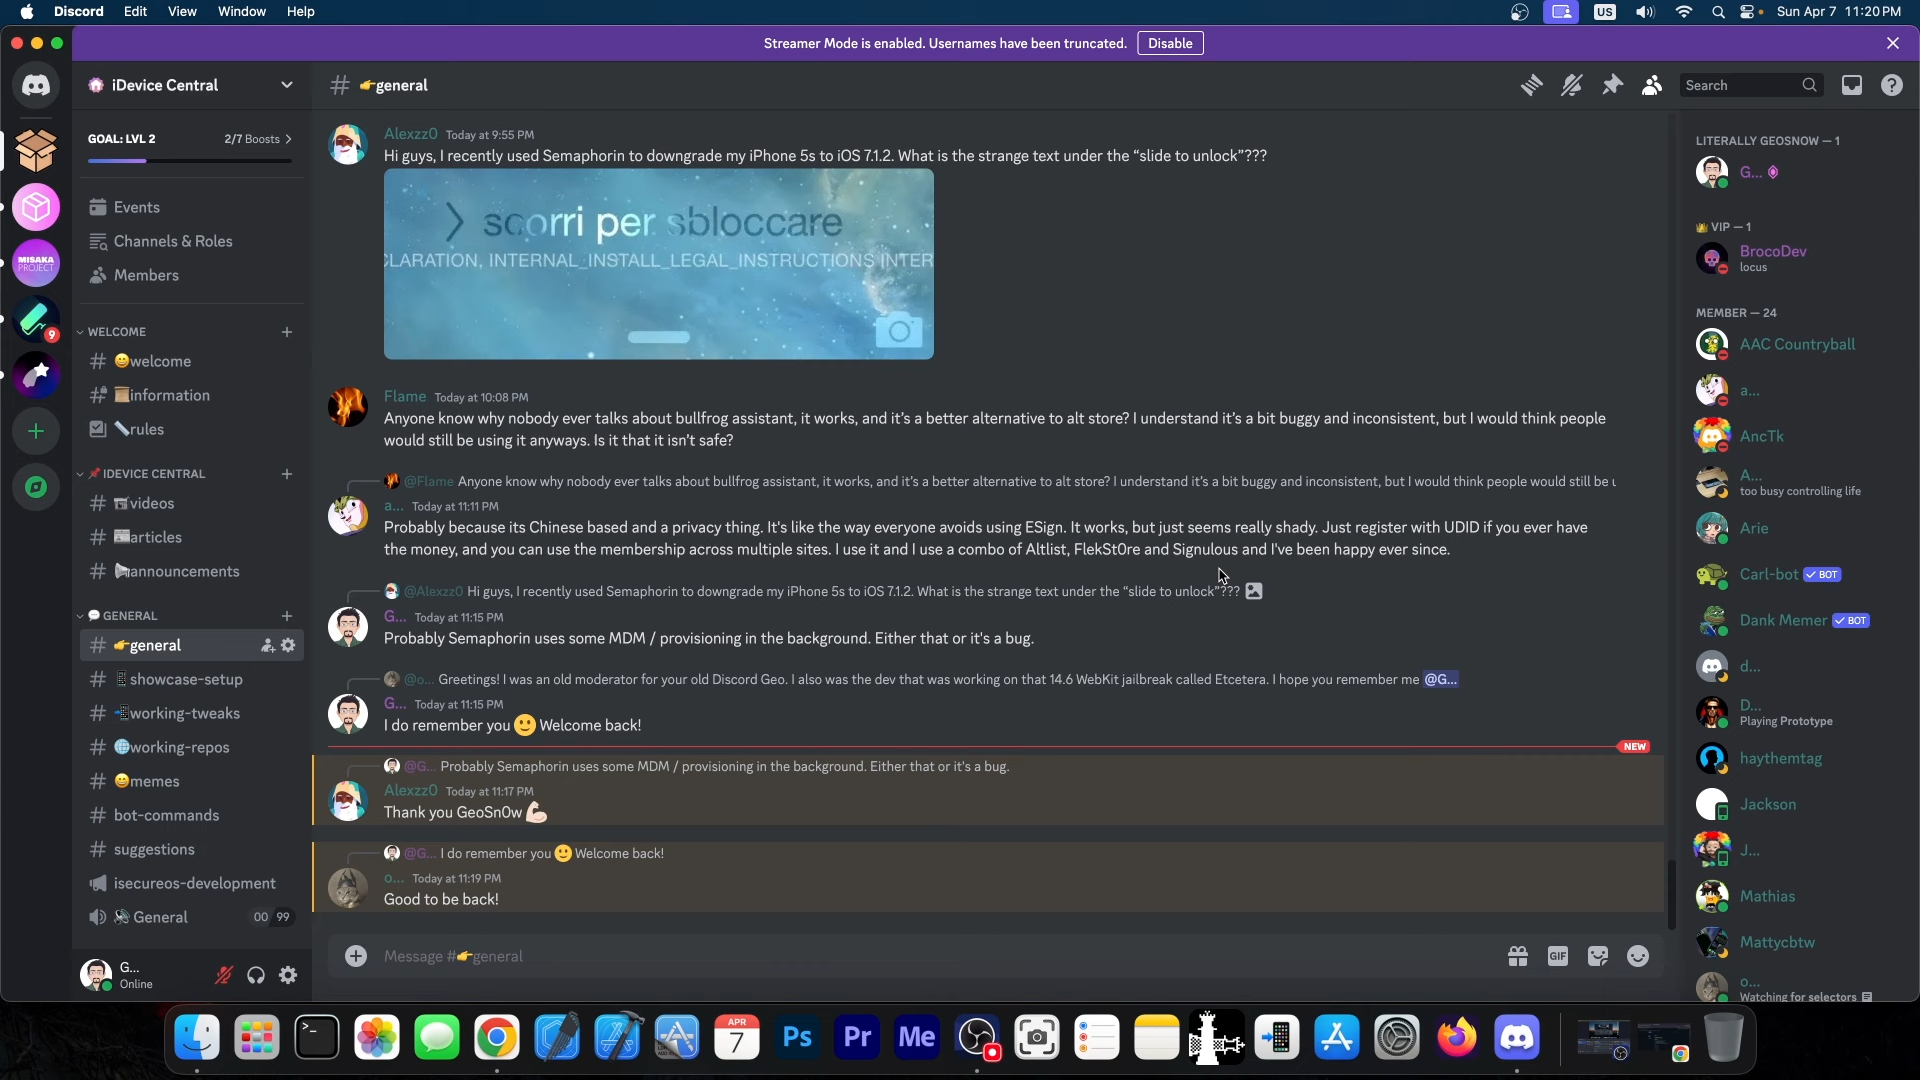 Discord Edit View Window Help
US
Sun Apr 7 11:20 PM
Streamer Mode is enabled. Usernames have been truncated. Disable
iDevice Central
GOAL: LVL 2 2/7 Boosts
Events
Channels & Roles
Members
WELCOME
😄welcome
information
rules
MISAKA
PROJECT
9
📌 IDEVICE CENTRAL
videos
articles
announcements
💬 GENERAL
👉general
📱showcase-setup
📲working-tweaks
🌐working-repos
😄memes
bot-commands
suggestions
isecureos-development
🔊General 00 99
G...
Online
# 👉general
Search
Alexzz0 Today at 9:55 PM
Hi guys, I recently used Semaphorin to downgrade my iPhone 5s to iOS 7.1.2. What is the strange text under the “slide to unlock”???
scorri per sbloccare
CLARATION, INTERNAL_INSTALL_LEGAL_INSTRUCTIONS INTER
Flame Today at 10:08 PM
Anyone know why nobody ever talks about bullfrog assistant, it works, and it’s a better alternative to alt store? I understand it’s a bit buggy and inconsistent, but I would think people
would still be using it anyways. Is it that it isn’t safe?
@Flame Anyone know why nobody ever talks about bullfrog assistant, it works, and it’s a better alternative to alt store? I understand it’s a bit buggy and inconsistent, but I would think people would still be u
a... Today at 11:11 PM
Probably because its Chinese based and a privacy thing. It's like the way everyone avoids using ESign. It works, but just seems really shady. Just register with UDID if you ever have
the money, and you can use the membership across multiple sites. I use it and I use a combo of Altlist, FlekSt0re and Signulous and I've been happy ever since.
@Alexzz0 Hi guys, I recently used Semaphorin to downgrade my iPhone 5s to iOS 7.1.2. What is the strange text under the “slide to unlock”???
G... Today at 11:15 PM
Probably Semaphorin uses some MDM / provisioning in the background. Either that or it's a bug.
@o... Greetings! I was an old moderator for your old Discord Geo. I also was the dev that was working on that 14.6 WebKit jailbreak called Etcetera. I hope you remember me @G...
G... Today at 11:15 PM
I do remember you 🙂 Welcome back!
NEW
@G... Probably Semaphorin uses some MDM / provisioning in the background. Either that or it's a bug.
Alexzz0 Today at 11:17 PM
Thank you GeoSn0w 💪🏻
@G... I do remember you 🙂 Welcome back!
o... Today at 11:19 PM
Good to be back!
Message #👉general
GIF
LITERALLY GEOSNOW — 1
G...
👑 VIP — 1
BrocoDev
locus
MEMBER — 24
AAC Countryball
a...
AncTk
A...
too busy controlling life
Arie
Carl-bot ✓ BOT
Dank Memer ✓ BOT
d...
D...
Playing Prototype
haythemtag
Jackson
J...
Mathias
Mattycbtw
o...
Watching for selectors
>_
APR
7
Ps
Pr
Me